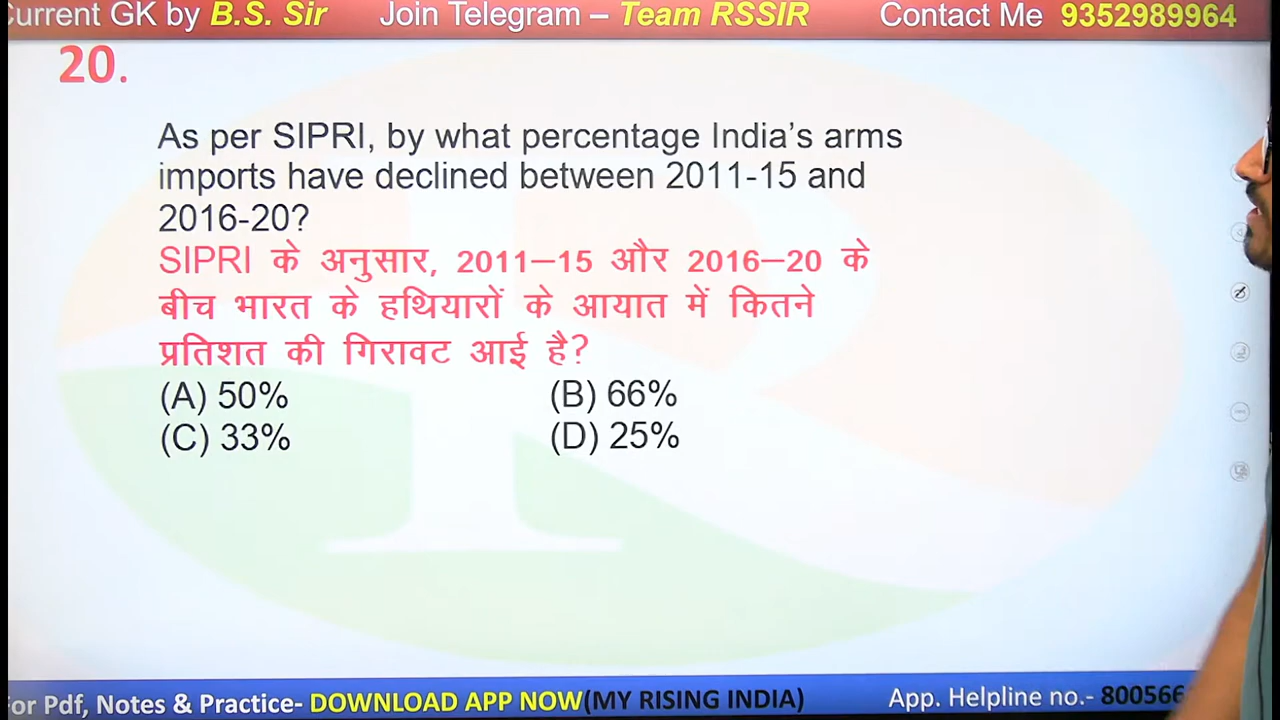 Current GK by B.S. Sir Join Telegram – Team RSSIR Contact Me 9352989964
20.
As per SIPRI, by what percentage India’s arms
imports have declined between 2011-15 and
2016-20?
SIPRI के अनुसार, 2011–15 और 2016–20 के
बीच भारत के हथियारों के आयात में कितने
प्रतिशत की गिरावट आई है?
(A) 50% (B) 66%
(C) 33% (D) 25%
For Pdf, Notes & Practice- DOWNLOAD APP NOW(MY RISING INDIA) App. Helpline no.- 80056